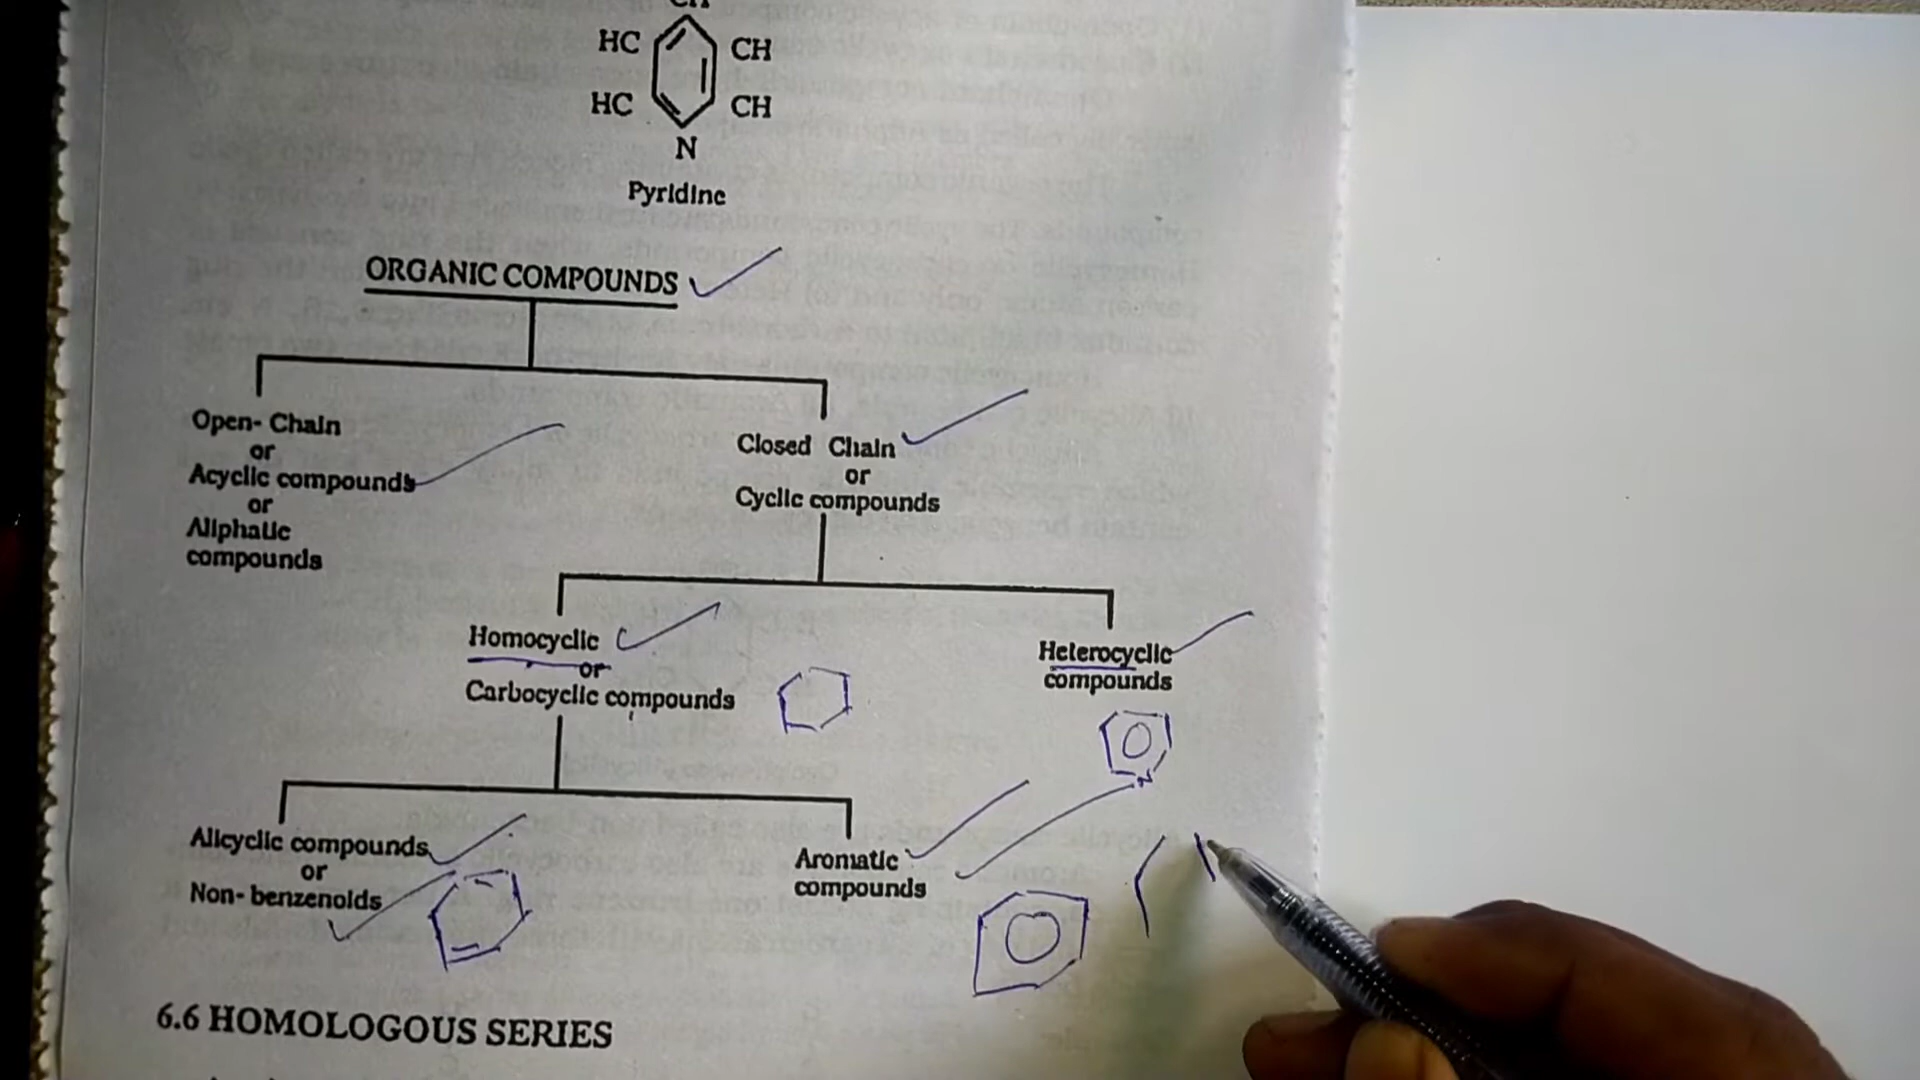 HC CH
HC CH
N
Pyridine
ORGANIC COMPOUNDS
Open- Chain
or
Acyclic compounds
or
Aliphatic
compounds
Closed Chain
or
Cyclic compounds
Homocyclic
or
Carbocyclic compounds
Heterocyclic
compounds
N
Alicyclic compounds
or
Non- benzenoids
Aromatic
compounds
6.6 HOMOLOGOUS SERIES